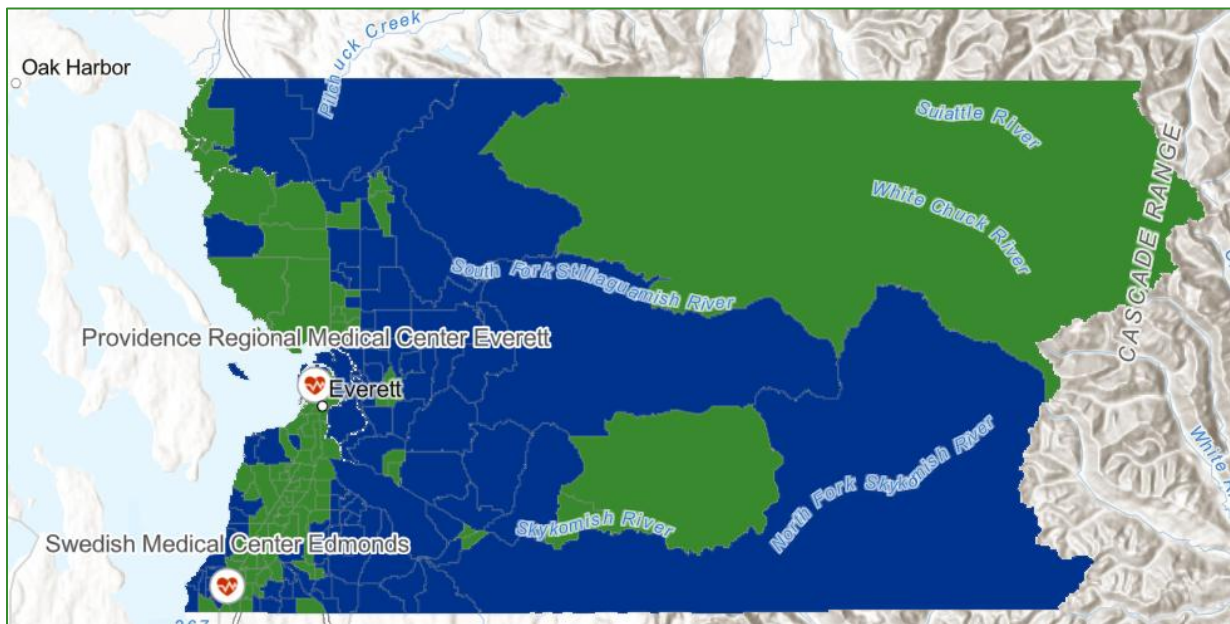 Pilchuck Creek
Oak Harbor
Suiattle River
White Chuck River
CASCADE RANGE
South Fork Stillaguamish River
Providence Regional Medical Center Everett
Everett
North Fork Skykomish River
Skykomish River
Swedish Medical Center Edmonds